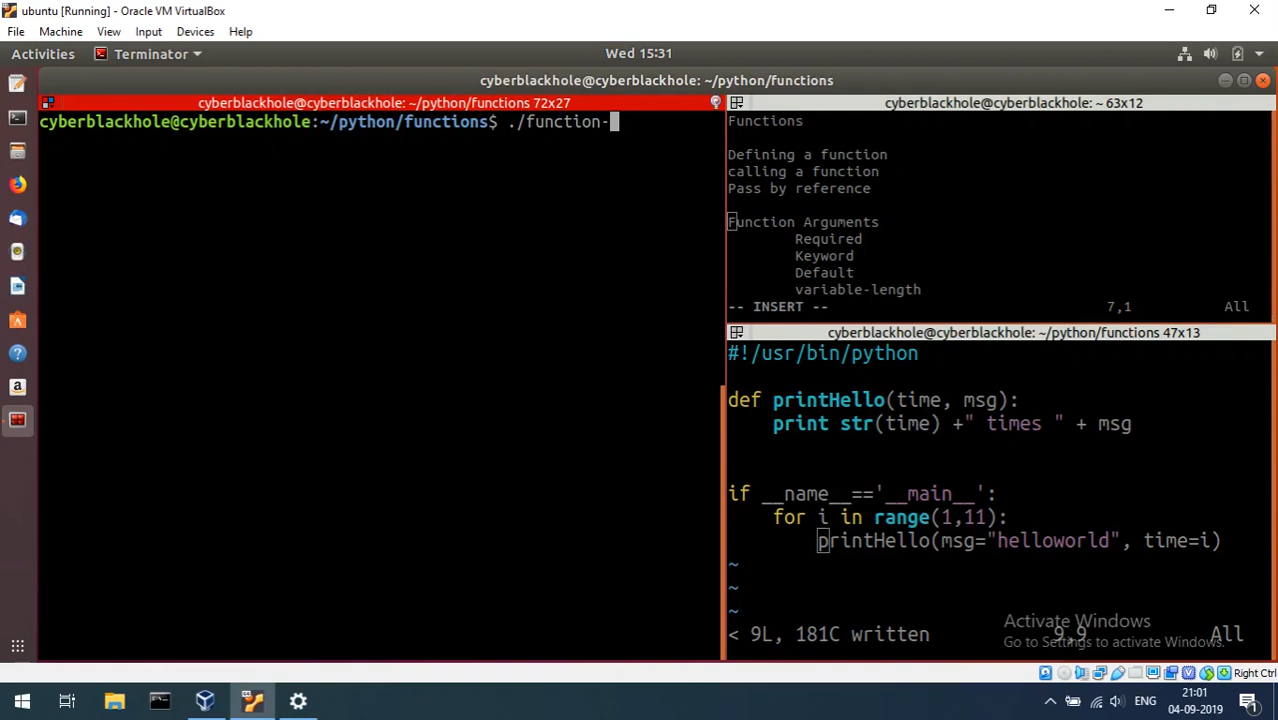 ubuntu [Running] - Oracle VM VirtualBox
File Machine View Input Devices Help
Activities Terminator Wed 15:31
cyberblackhole@cyberblackhole: ~/python/functions
cyberblackhole@cyberblackhole: ~/python/functions 72x27
cyberblackhole@cyberblackhole:~/python/functions$ ./function-
cyberblackhole@cyberblackhole: ~ 63x12
Functions
Defining a function
calling a function
Pass by reference
Function Arguments
Required
Keyword
Default
variable-length
-- INSERT -- 7,1 All
cyberblackhole@cyberblackhole: ~/python/functions 47x13
#!/usr/bin/python
def printHello(time, msg):
print str(time) +" times " + msg
if __name__=='__main__':
for i in range(1,11):
printHello(msg="helloworld", time=i)
~
~
~
Activate Windows
< 9L, 181C written 9,9 All
Go to Settings to activate Windows.
Right Ctrl
ENG
21:01
04-09-2019
1